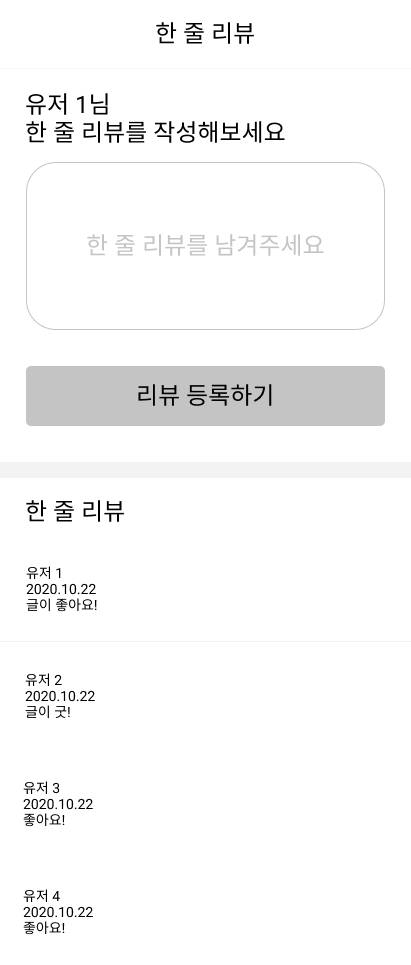 한 줄 리뷰
유저 1님
한 줄 리뷰를 작성해보세요
한 줄 리뷰를 남겨주세요
리뷰 등록하기
한 줄 리뷰
유저 1
2020.10.22
글이 좋아요!
유저 2
2020.10.22
글이 굿!
유저 3
2020.10.22
좋아요!
유저 4
2020.10.22
좋아요!